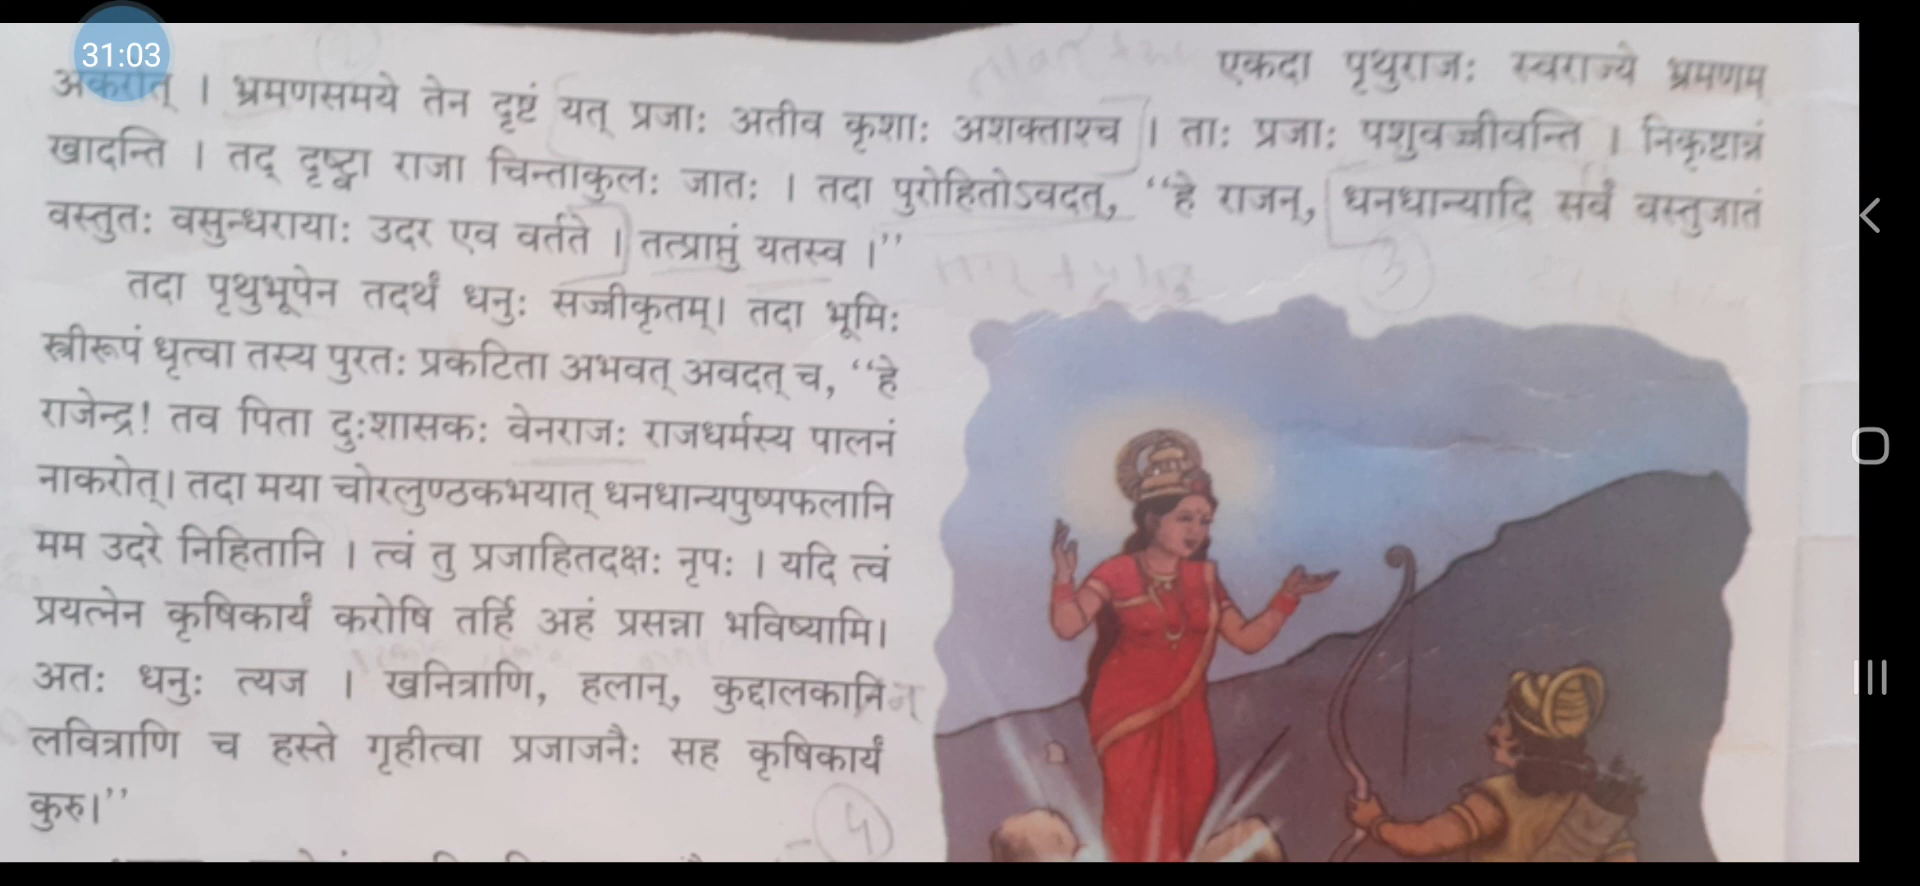 31:03
एकदा पृथुराजः स्वराज्ये भ्रमणम्
अकरोत् । भ्रमणसमये तेन दृष्टं यत् प्रजाः अतीव कृशाः अशक्ताश्च । ताः प्रजाः पशुवज्जीवन्ति । निकृष्टान्नं
खादन्ति । तद् दृष्ट्वा राजा चिन्ताकुलः जातः । तदा पुरोहितोऽवदत्, “हे राजन्, धनधान्यादि सर्वं वस्तुजातं
वस्तुतः वसुन्धरायाः उदर एव वर्तते । तत्प्राप्तुं यतस्व ।”
तदा पृथुभूपेन तदर्थं धनुः सज्जीकृतम्। तदा भूमिः
स्त्रीरूपं धृत्वा तस्य पुरतः प्रकटिता अभवत् अवदत् च, “हे
राजेन्द्र! तव पिता दुःशासकः वेनराजः राजधर्मस्य पालनं
नाकरोत्। तदा मया चोरलुण्ठकभयात् धनधान्यपुष्पफलानि
मम उदरे निहितानि । त्वं तु प्रजाहितदक्षः नृपः । यदि त्वं
प्रयत्नेन कृषिकार्यं करोषि तर्हि अहं प्रसन्ना भविष्यामि।
अतः धनुः त्यज । खनित्राणि, हलान्, कुद्दालकानि
लवित्राणि च हस्ते गृहीत्वा प्रजाजनैः सह कृषिकार्यं
कुरु।”